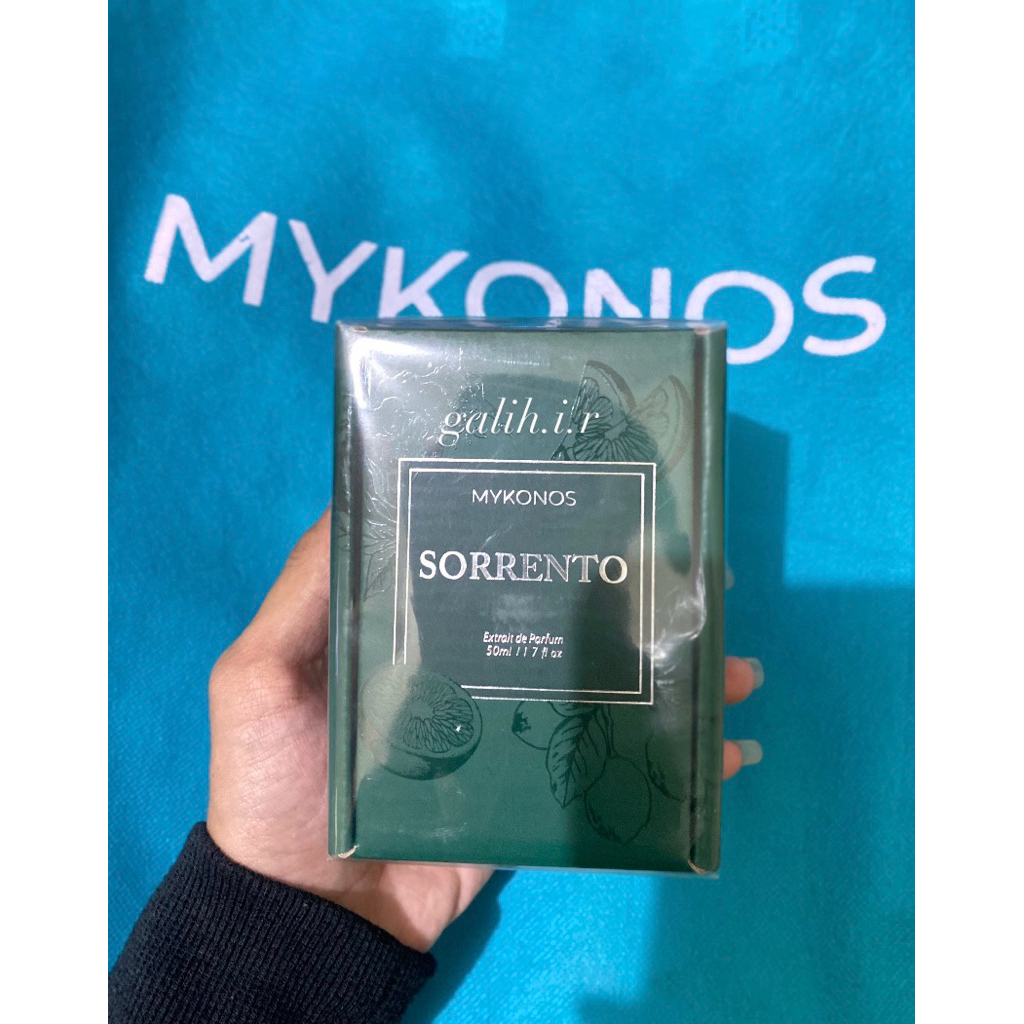 MYKONOS
galih.i.r
MYKONOS
SORRENTO
Extrait de Parfum
50ml / 1 7 fl oz